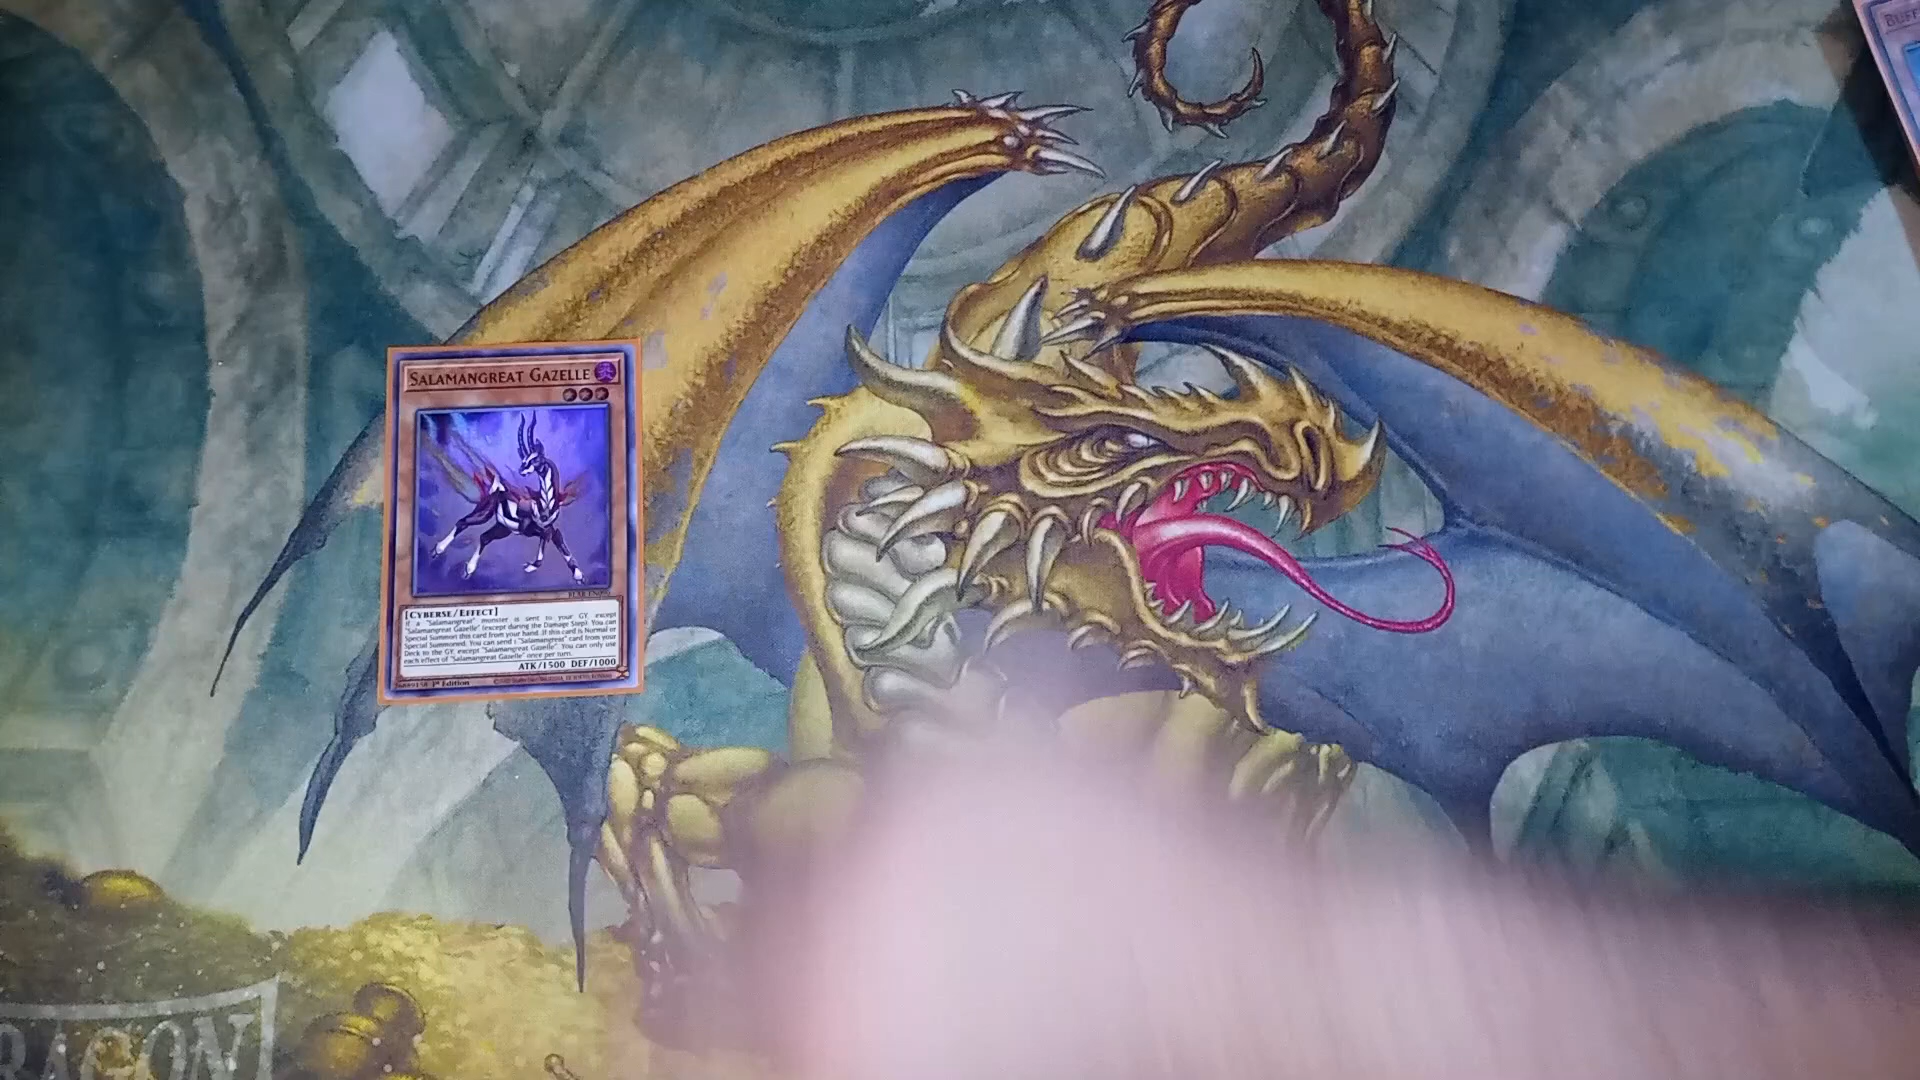 SALAMANGREAT GAZELLE
BLAR-EN090
[CYBERSE/EFFECT]
If a "Salamangreat" monster is sent to your GY, except
"Salamangreat Gazelle" (except during the Damage Step): You can
Special Summon this card from your hand. If this card is Normal or
Special Summoned: You can send 1 "Salamangreat" card from your
Deck to the GY, except "Salamangreat Gazelle". You can only use
each effect of "Salamangreat Gazelle" once per turn.
ATK/1500 DEF/1000
1st Edition
BUFF
RAGON